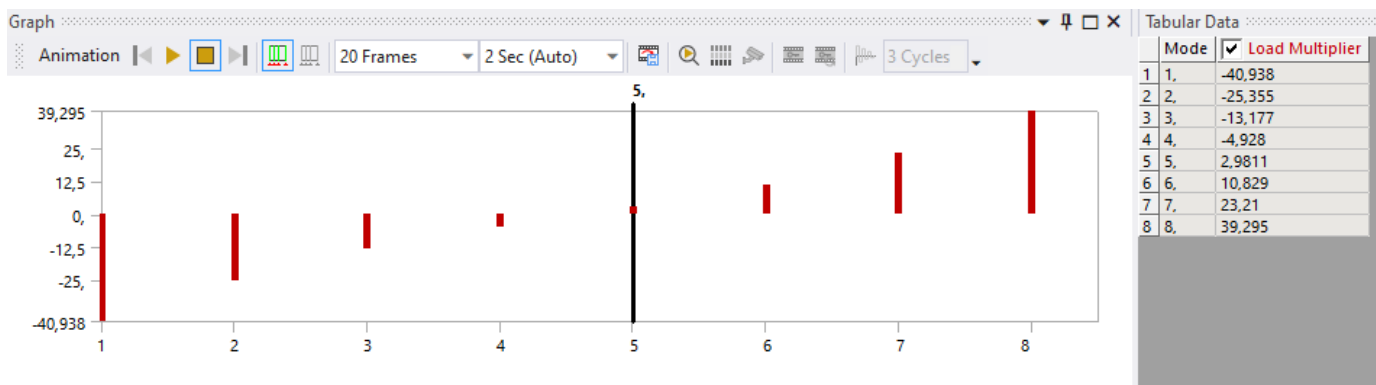 Graph
Animation 20 Frames 2 Sec (Auto) 3 Cycles
5,
39,295
25,
12,5
0,
-12,5
-25,
-40,938
1 2 3 4 5 6 7 8
Tabular Data
Mode Load Multiplier
1 1, -40,938
2 2, -25,355
3 3, -13,177
4 4, -4,928
5 5, 2,9811
6 6, 10,829
7 7, 23,21
8 8, 39,295